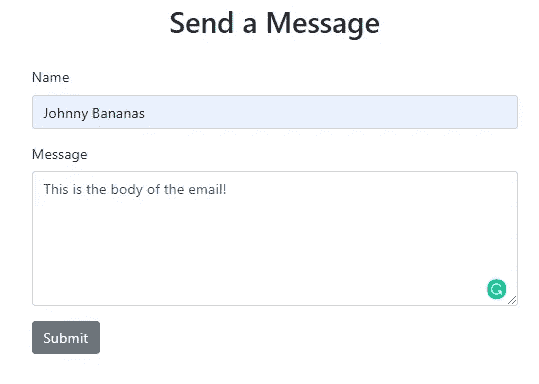 Send a Message
Name
Johnny Bananas
Message
This is the body of the email!
Submit